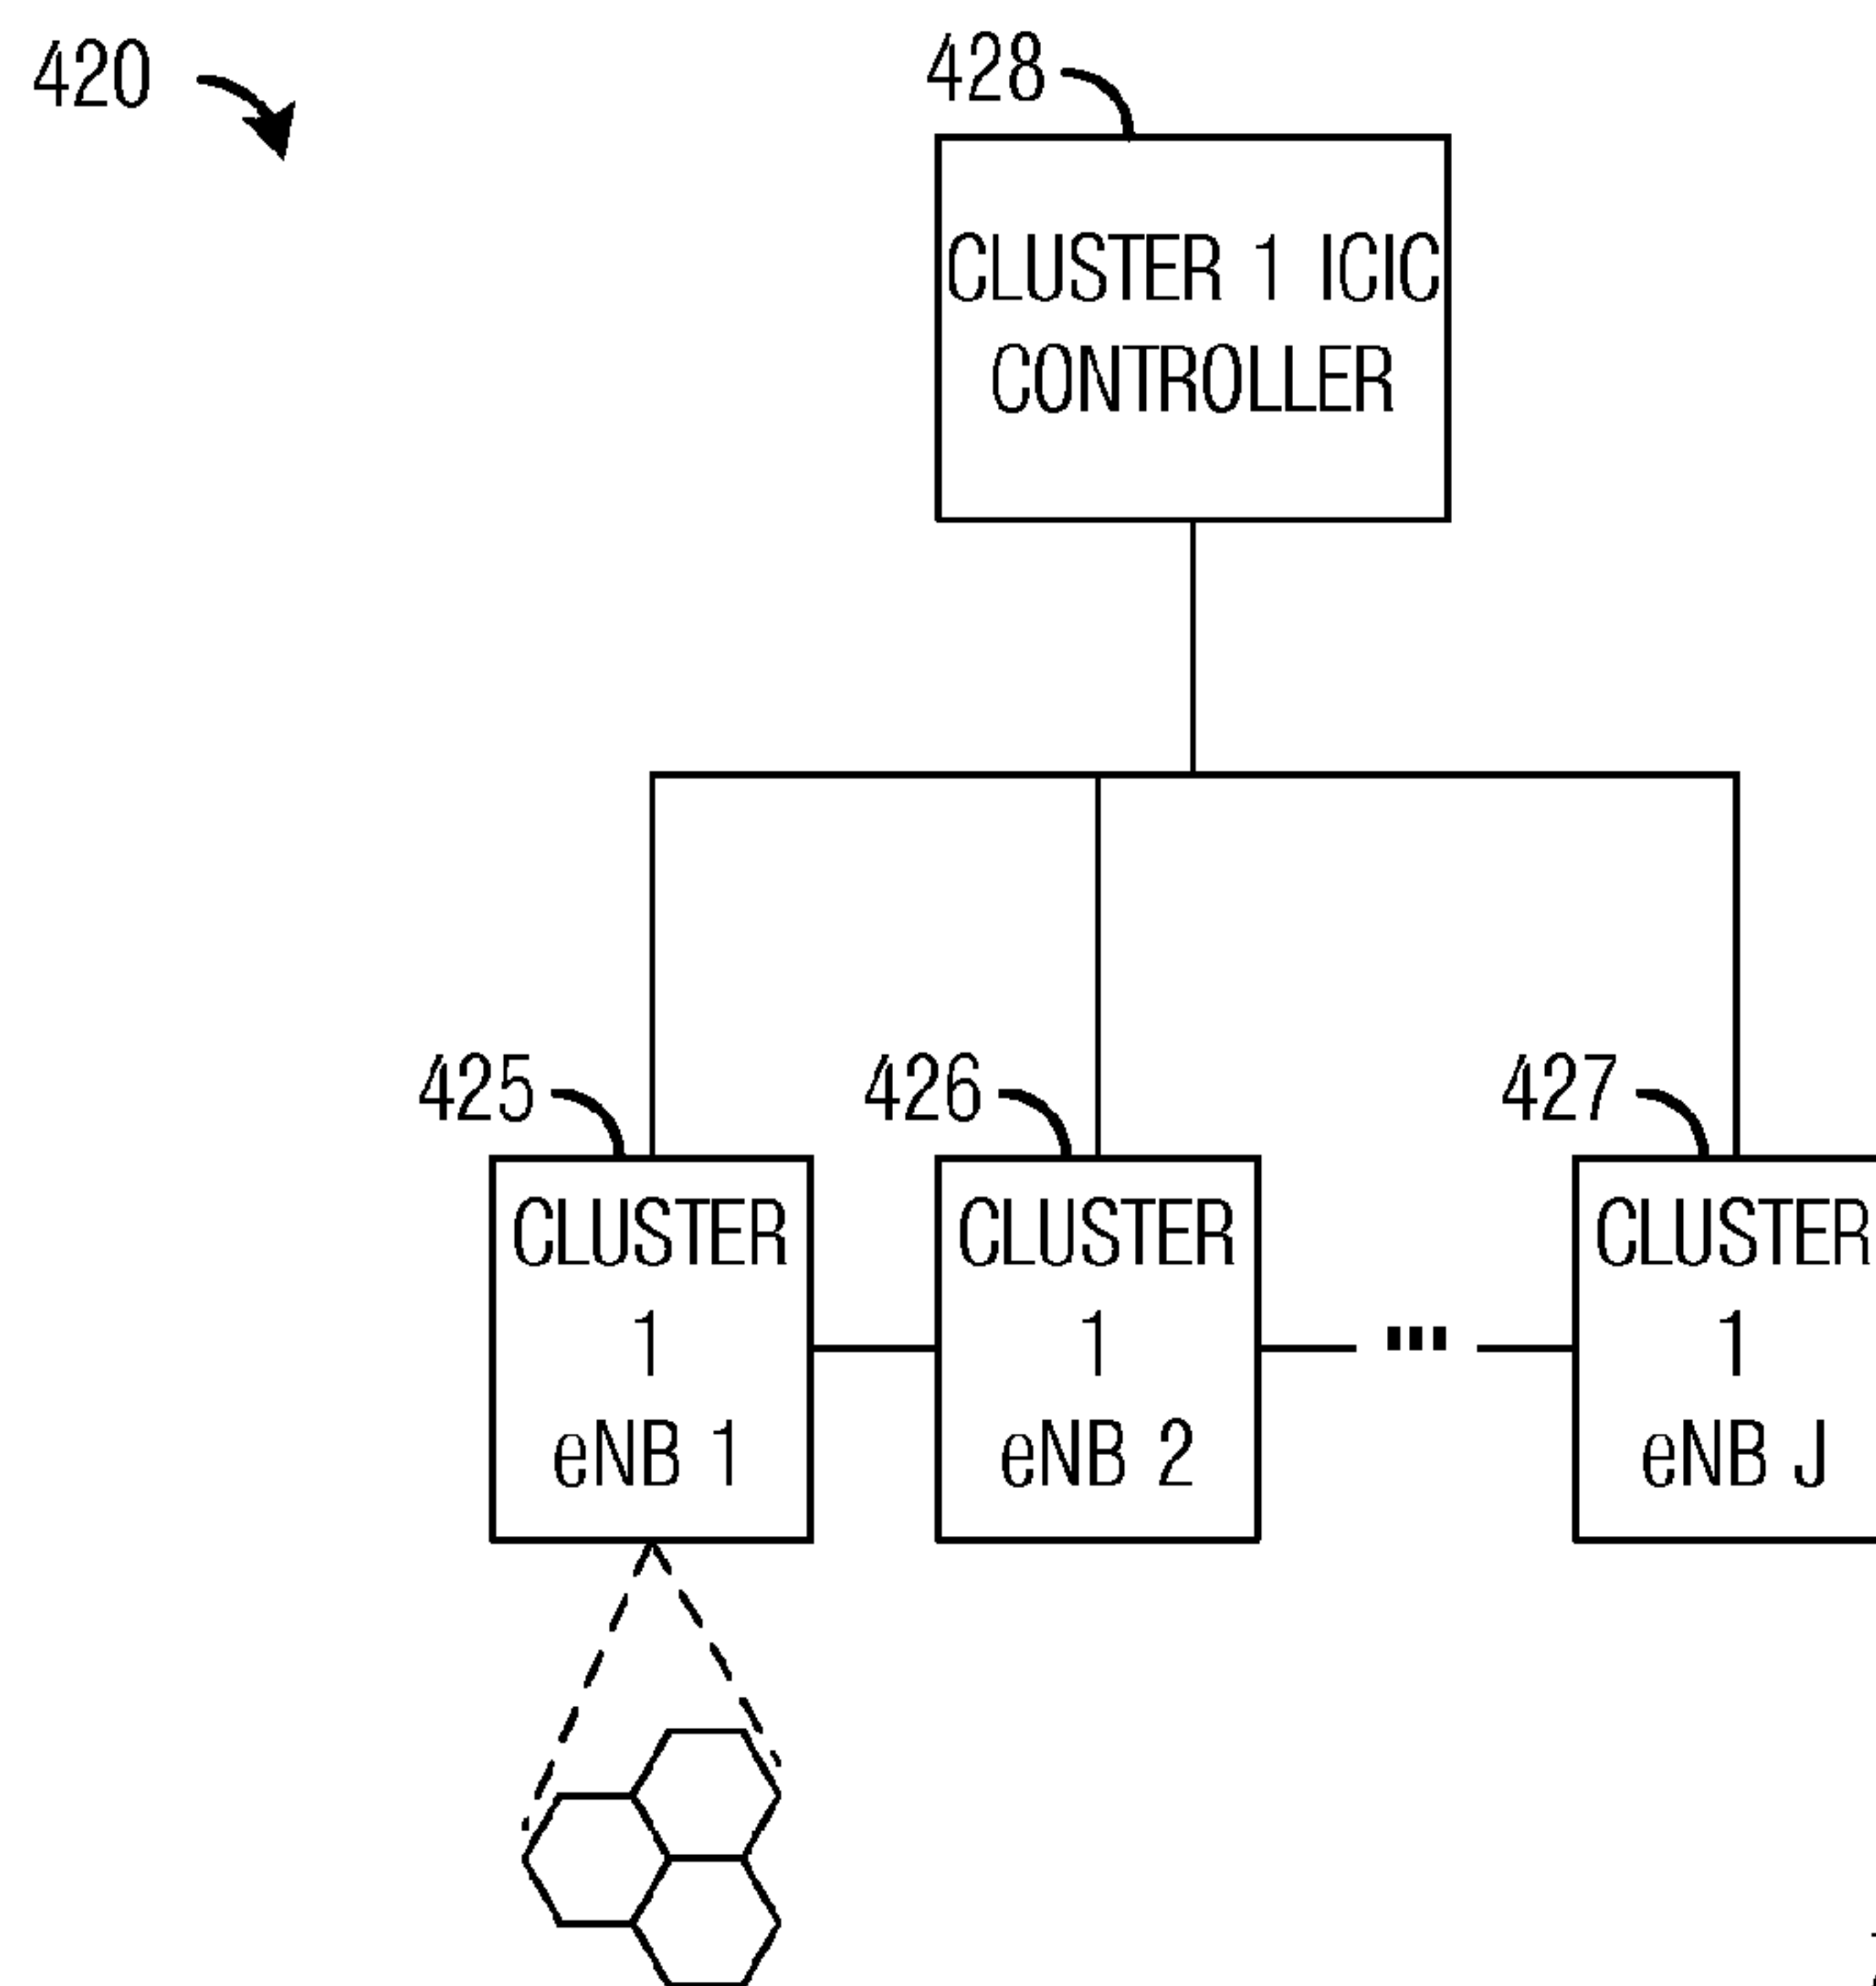 420
428
CLUSTER 1 ICIC
CONTROLLER
425
426
427
CLUSTER
1
eNB 1
CLUSTER
1
eNB 2
...
CLUSTER
1
eNB J